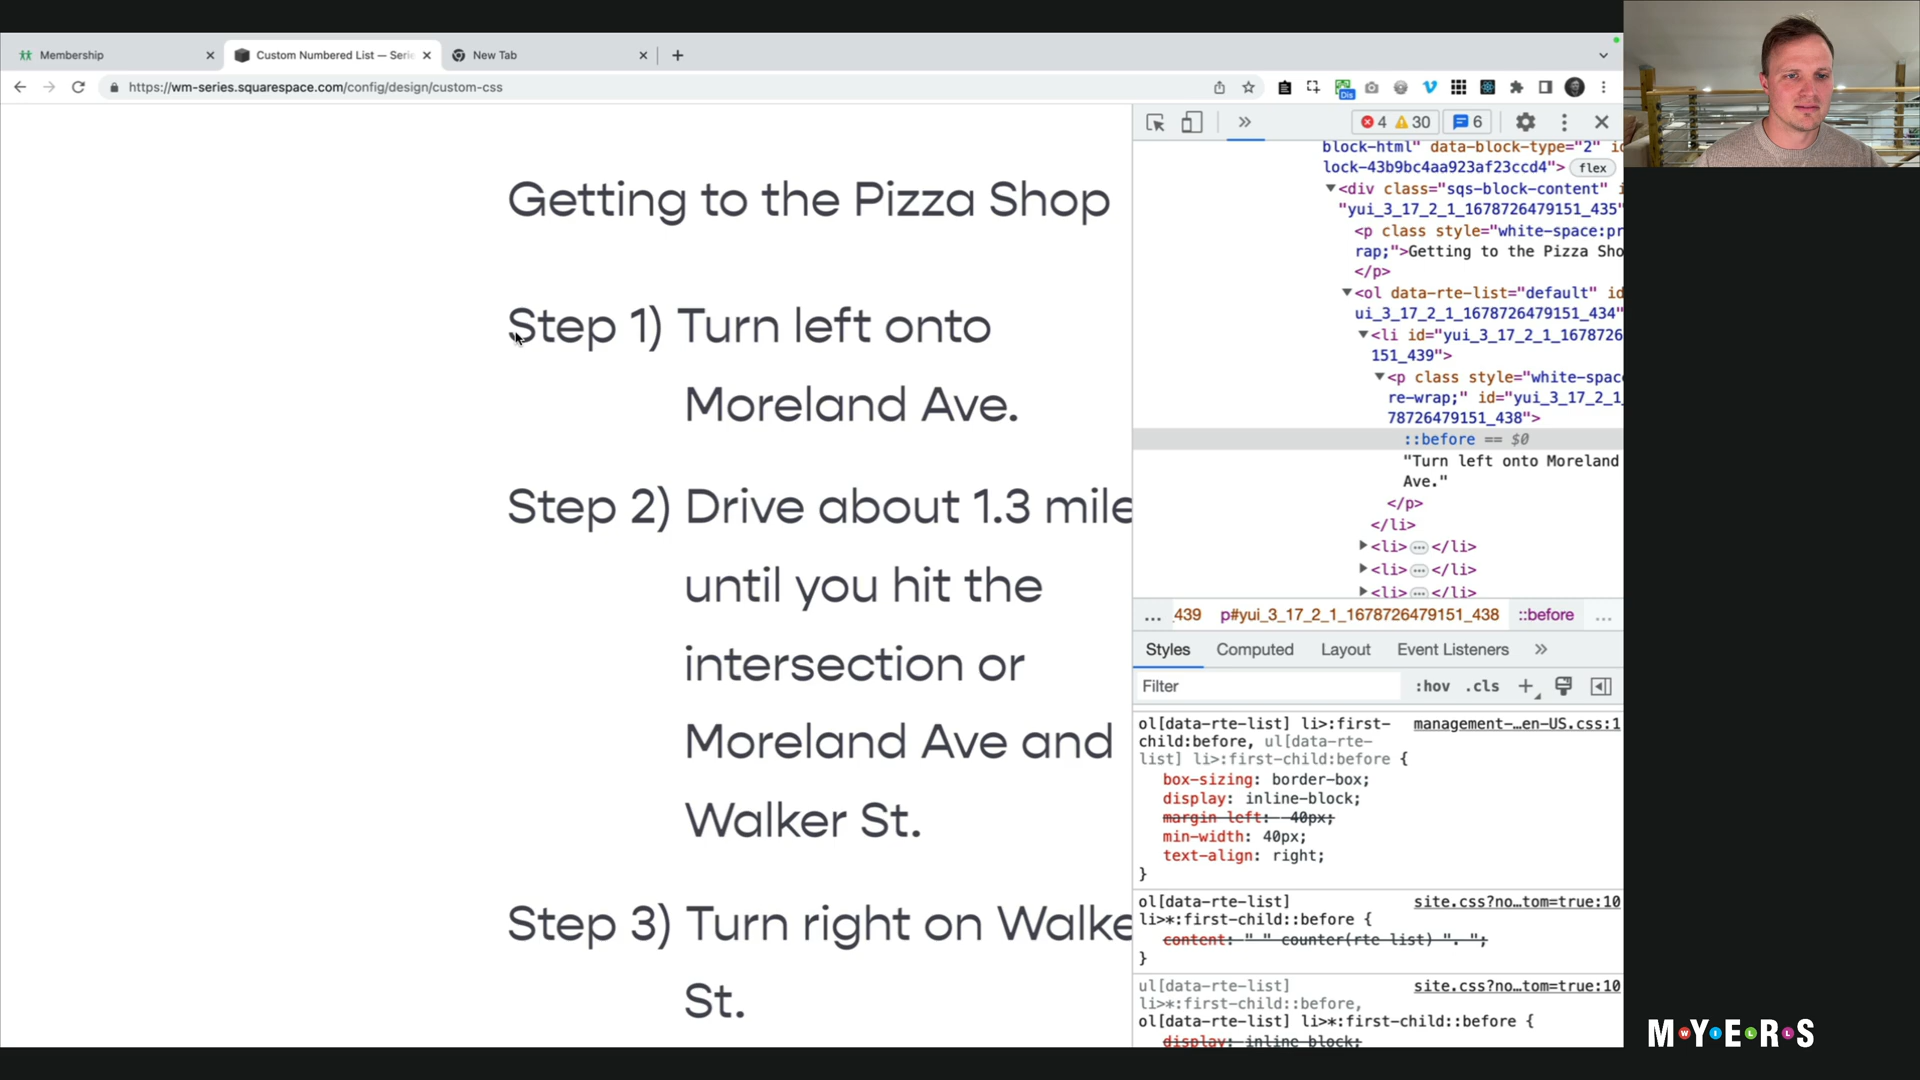 Membership
Custom Numbered List — Serie
New Tab
https://wm-series.squarespace.com/config/design/custom-css
Dis
Getting to the Pizza Shop
Step 1) Turn left onto
Moreland Ave.
Step 2) Drive about 1.3 mile
until you hit the
intersection or
Moreland Ave and
Walker St.
Step 3) Turn right on Walke
St.
4 30 6
block-html" data-block-type="2" id
lock-43b9bc4aa923af23ccd4"> flex
<div class="sqs-block-content" i
"yui_3_17_2_1_1678726479151_435"
<p class style="white-space:pr
rap;">Getting to the Pizza Sho
</p>
<ol data-rte-list="default" id
ui_3_17_2_1_1678726479151_434">
<li id="yui_3_17_2_1_1678726
151_439">
<p class style="white-spac
re-wrap;" id="yui_3_17_2_1_
78726479151_438">
::before == $0
"Turn left onto Moreland
Ave."
</p>
</li>
<li> … </li>
<li> … </li>
<li> … </li>
… 439 p#yui_3_17_2_1_1678726479151_438 ::before …
Styles Computed Layout Event Listeners
Filter :hov .cls
ol[data-rte-list] li>:first- management-…en-US.css:1
child:before, ul[data-rte-
list] li>:first-child:before {
box-sizing: border-box;
display: inline-block;
margin-left: -40px;
min-width: 40px;
text-align: right;
}
ol[data-rte-list] site.css?no…tom=true:10
li>*:first-child::before {
content: " " counter(rte-list) ". ";
}
ul[data-rte-list] site.css?no…tom=true:10
li>*:first-child::before,
ol[data-rte-list] li>*:first-child::before {
display: inline-block;
MWYIELRLS